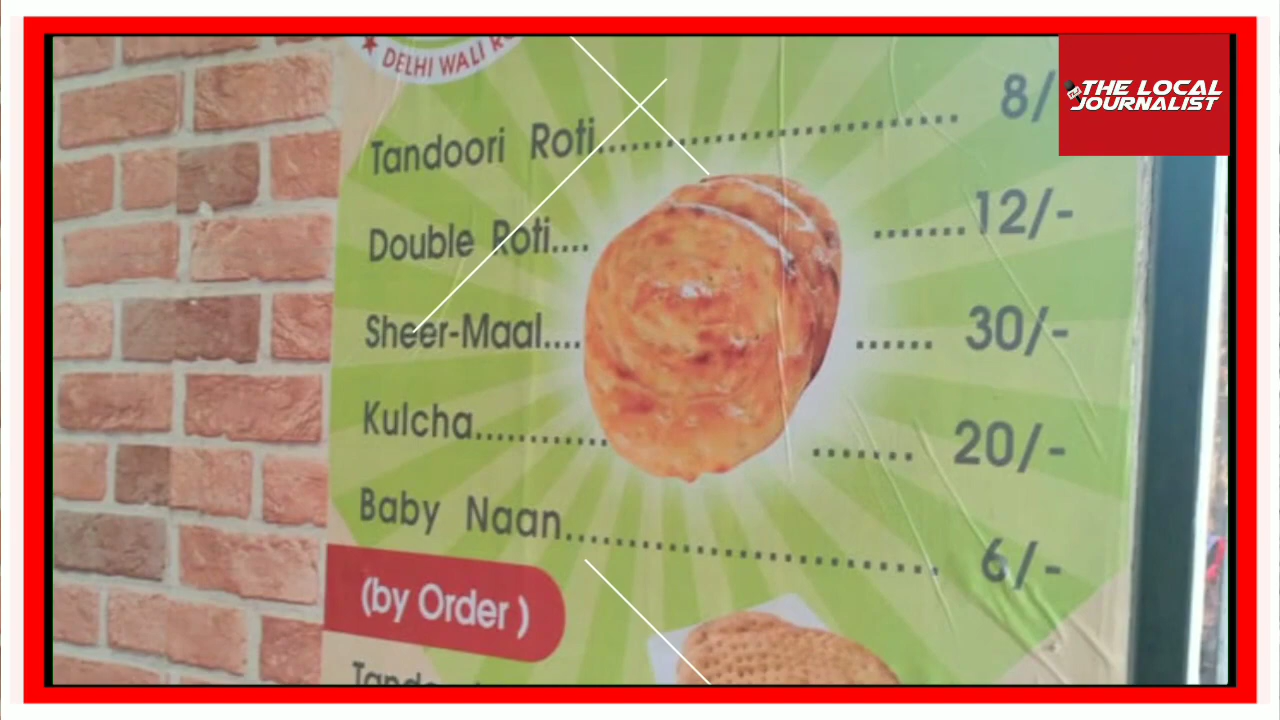 DELHI WALI
THE LOCAL
JOURNALIST
Tandoori Roti.............................. 8/
Double Roti.... .......12/-
Sheer-Maal.... ...... 30/-
Kulcha............ ....... 20/-
Baby Naan............................. 6/-
(by Order )